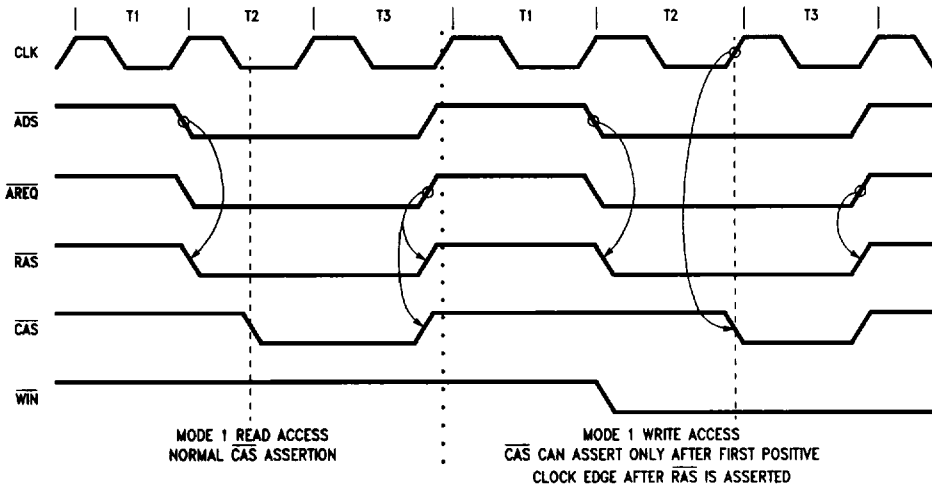 T1 T2 T3 T1 T2 T3
CLK
ADS
AREQ
RAS
CAS
WIN
MODE 1 READ ACCESS
NORMAL CAS ASSERTION
MODE 1 WRITE ACCESS
CAS CAN ASSERT ONLY AFTER FIRST POSITIVE
CLOCK EDGE AFTER RAS IS ASSERTED